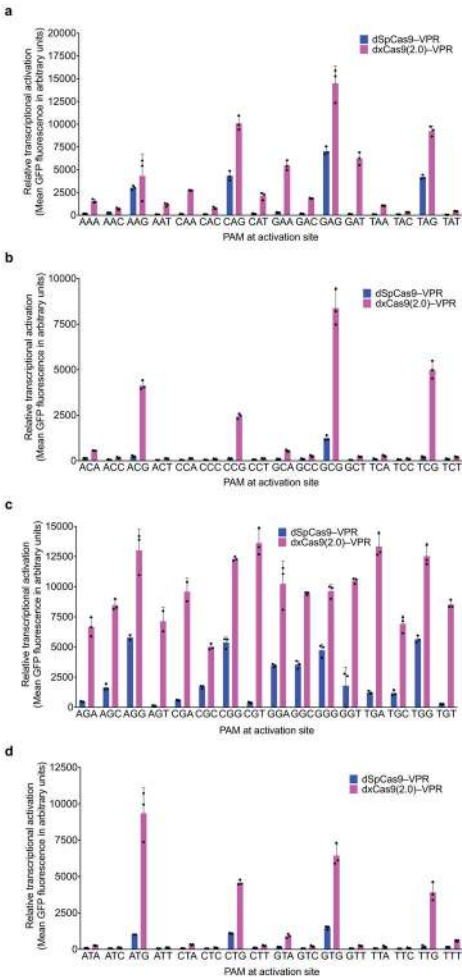 a
Relative transcriptional activation
(Mean GFP fluorescence in arbitrary units)
20000
17500
15000
12500
10000
7500
5000
2500
0
dSpCas9–VPR
dxCas9(2.0)–VPR
AAA AAC AAG AAT CAA CAC CAG CAT GAA GAC GAG GAT TAA TAC TAG TAT
PAM at activation site
b
Relative transcriptional activation
(Mean GFP fluorescence in arbitrary units)
10000
7500
5000
2500
0
dSpCas9–VPR
dxCas9(2.0)–VPR
ACA ACC ACG ACT CCA CCC CCG CCT GCA GCC GCG GCT TCA TCC TCG TCT
PAM at activation site
c
Relative transcriptional activation
(Mean GFP fluorescence in arbitrary units)
15000
12500
10000
7500
5000
2500
0
dSpCas9–VPR
dxCas9(2.0)–VPR
AGA AGC AGG AGT CGA CGC CGG CGT GGA GGC GGG GGT TGA TGC TGG TGT
PAM at activation site
d
Relative transcriptional activation
(Mean GFP fluorescence in arbitrary units)
12500
10000
7500
5000
2500
0
dSpCas9–VPR
dxCas9(2.0)–VPR
ATA ATC ATG ATT CTA CTC CTG CTT GTA GTC GTG GTT TTA TTC TTG TTT
PAM at activation site